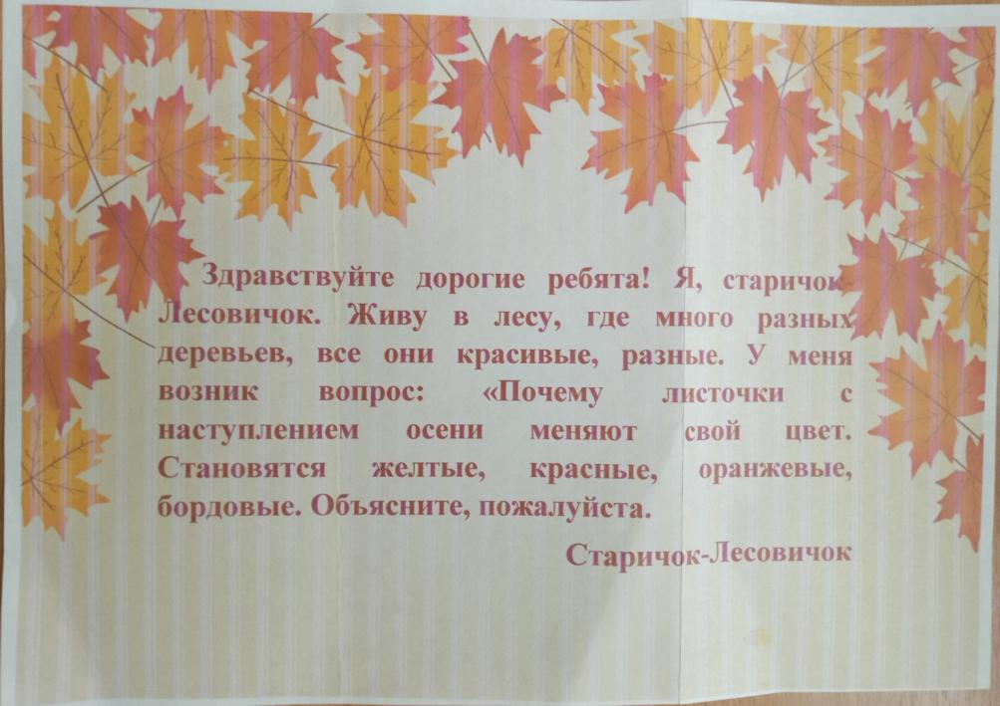 Здравствуйте дорогие ребята! Я, старичок-
Лесовичок. Живу в лесу, где много разных
деревьев, все они красивые, разные. У меня
возник вопрос: «Почему листочки с
наступлением осени меняют свой цвет.
Становятся желтые, красные, оранжевые,
бордовые. Объясните, пожалуйста.
Старичок-Лесовичок